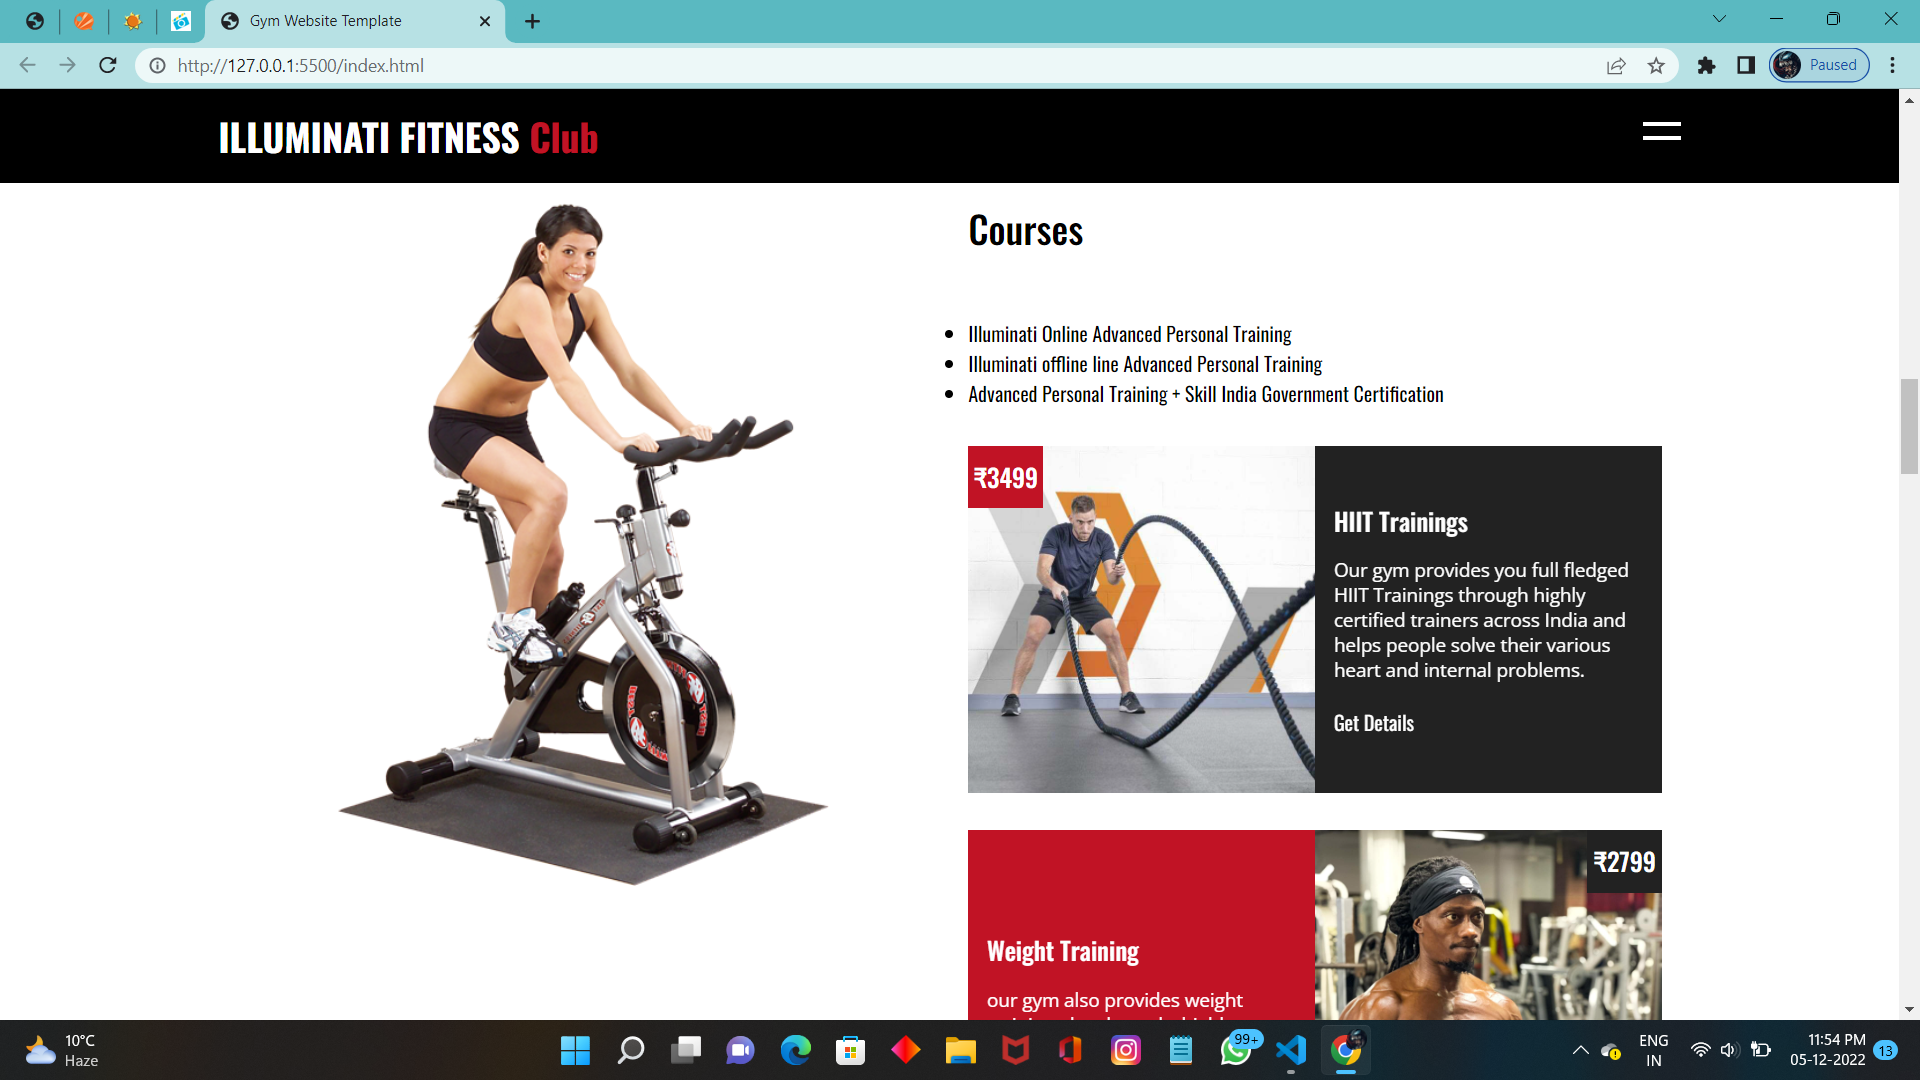 Gym Website Template
http://127.0.0.1:5500/index.html
Paused
ILLUMINATI FITNESS Club
Courses
Illuminati Online Advanced Personal Training
Illuminati offline line Advanced Personal Training
Advanced Personal Training + Skill India Government Certification
₹3499
HIIT Trainings
Our gym provides you full fledged
HIIT Trainings through highly
certified trainers across India and
helps people solve their various
heart and internal problems.
Get Details
₹2799
Weight Training
our gym also provides weight
10°C
Haze
99+
ENG
IN
11:54 PM
05-12-2022
13